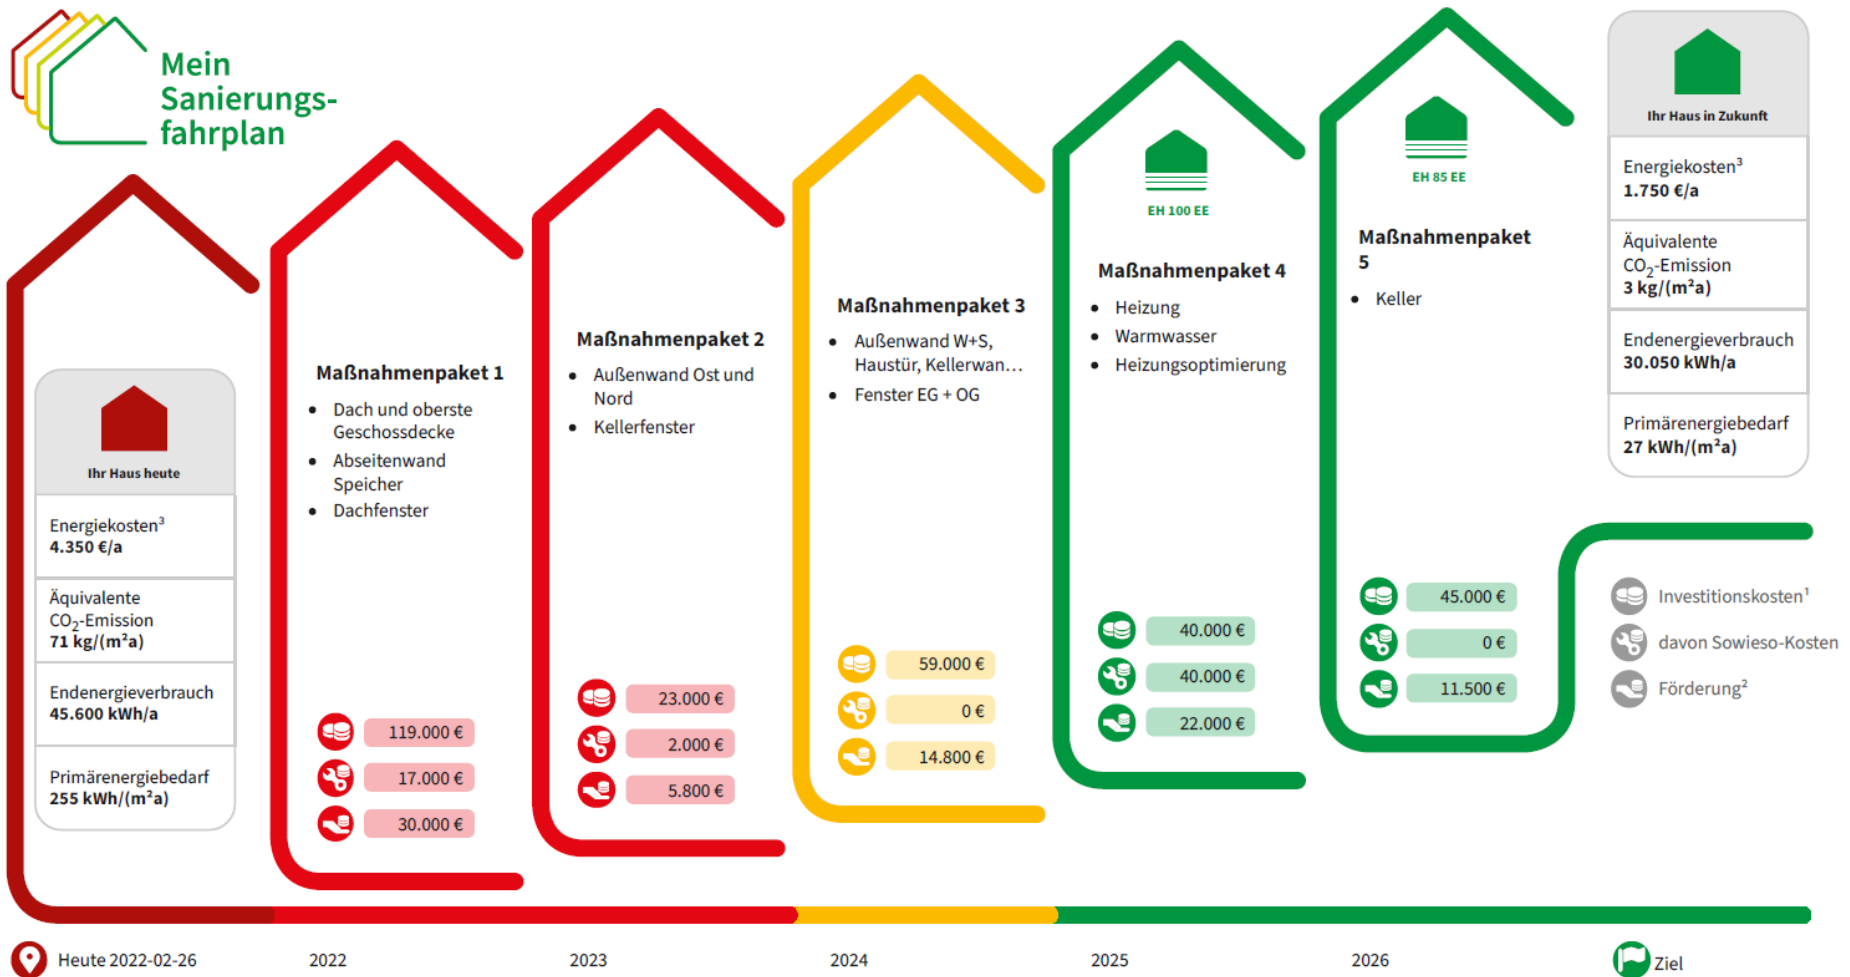 Mein
Sanierungs-
fahrplan
Ihr Haus heute
Energiekosten³
4.350 €/a
Äquivalente
CO₂-Emission
71 kg/(m²a)
Endenergieverbrauch
45.600 kWh/a
Primärenergiebedarf
255 kWh/(m²a)
Maßnahmenpaket 1
• Dach und oberste
Geschossdecke
• Abseitenwand
Speicher
• Dachfenster
119.000 €
17.000 €
30.000 €
Maßnahmenpaket 2
• Außenwand Ost und
Nord
• Kellerfenster
23.000 €
2.000 €
5.800 €
Maßnahmenpaket 3
• Außenwand W+S,
Haustür, Kellerwan…
• Fenster EG + OG
59.000 €
0 €
14.800 €
EH 100 EE
Maßnahmenpaket 4
• Heizung
• Warmwasser
• Heizungsoptimierung
40.000 €
40.000 €
22.000 €
EH 85 EE
Maßnahmenpaket
5
• Keller
45.000 €
0 €
11.500 €
Ihr Haus in Zukunft
Energiekosten³
1.750 €/a
Äquivalente
CO₂-Emission
3 kg/(m²a)
Endenergieverbrauch
30.050 kWh/a
Primärenergiebedarf
27 kWh/(m²a)
Investitionskosten¹
davon Sowieso-Kosten
Förderung²
Heute 2022-02-26
2022
2023
2024
2025
2026
Ziel